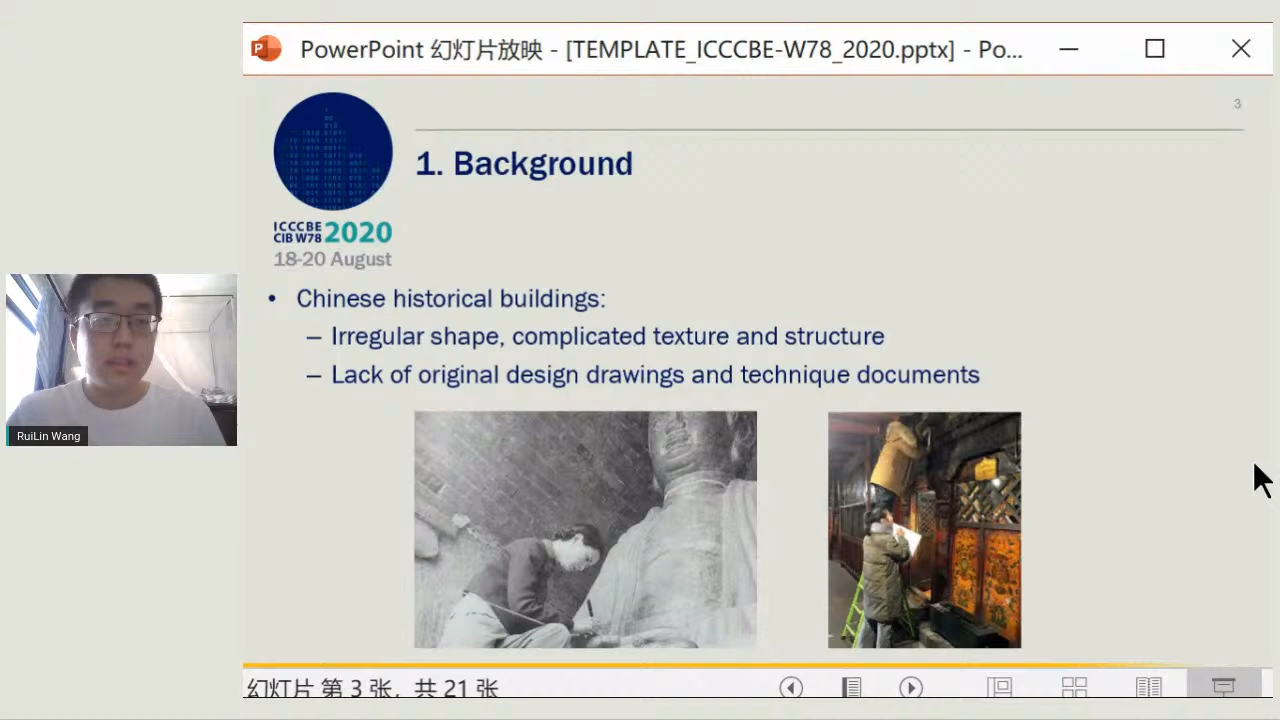 PowerPoint 幻灯片放映 - [TEMPLATE_ICCCBE-W78_2020.pptx] - Po...
3
1. Background
ICCCBE
CIB W78 2020
18-20 August
• Chinese historical buildings:
– Irregular shape, complicated texture and structure
– Lack of original design drawings and technique documents
RuiLin Wang
幻灯片 第 3 张，共 21 张